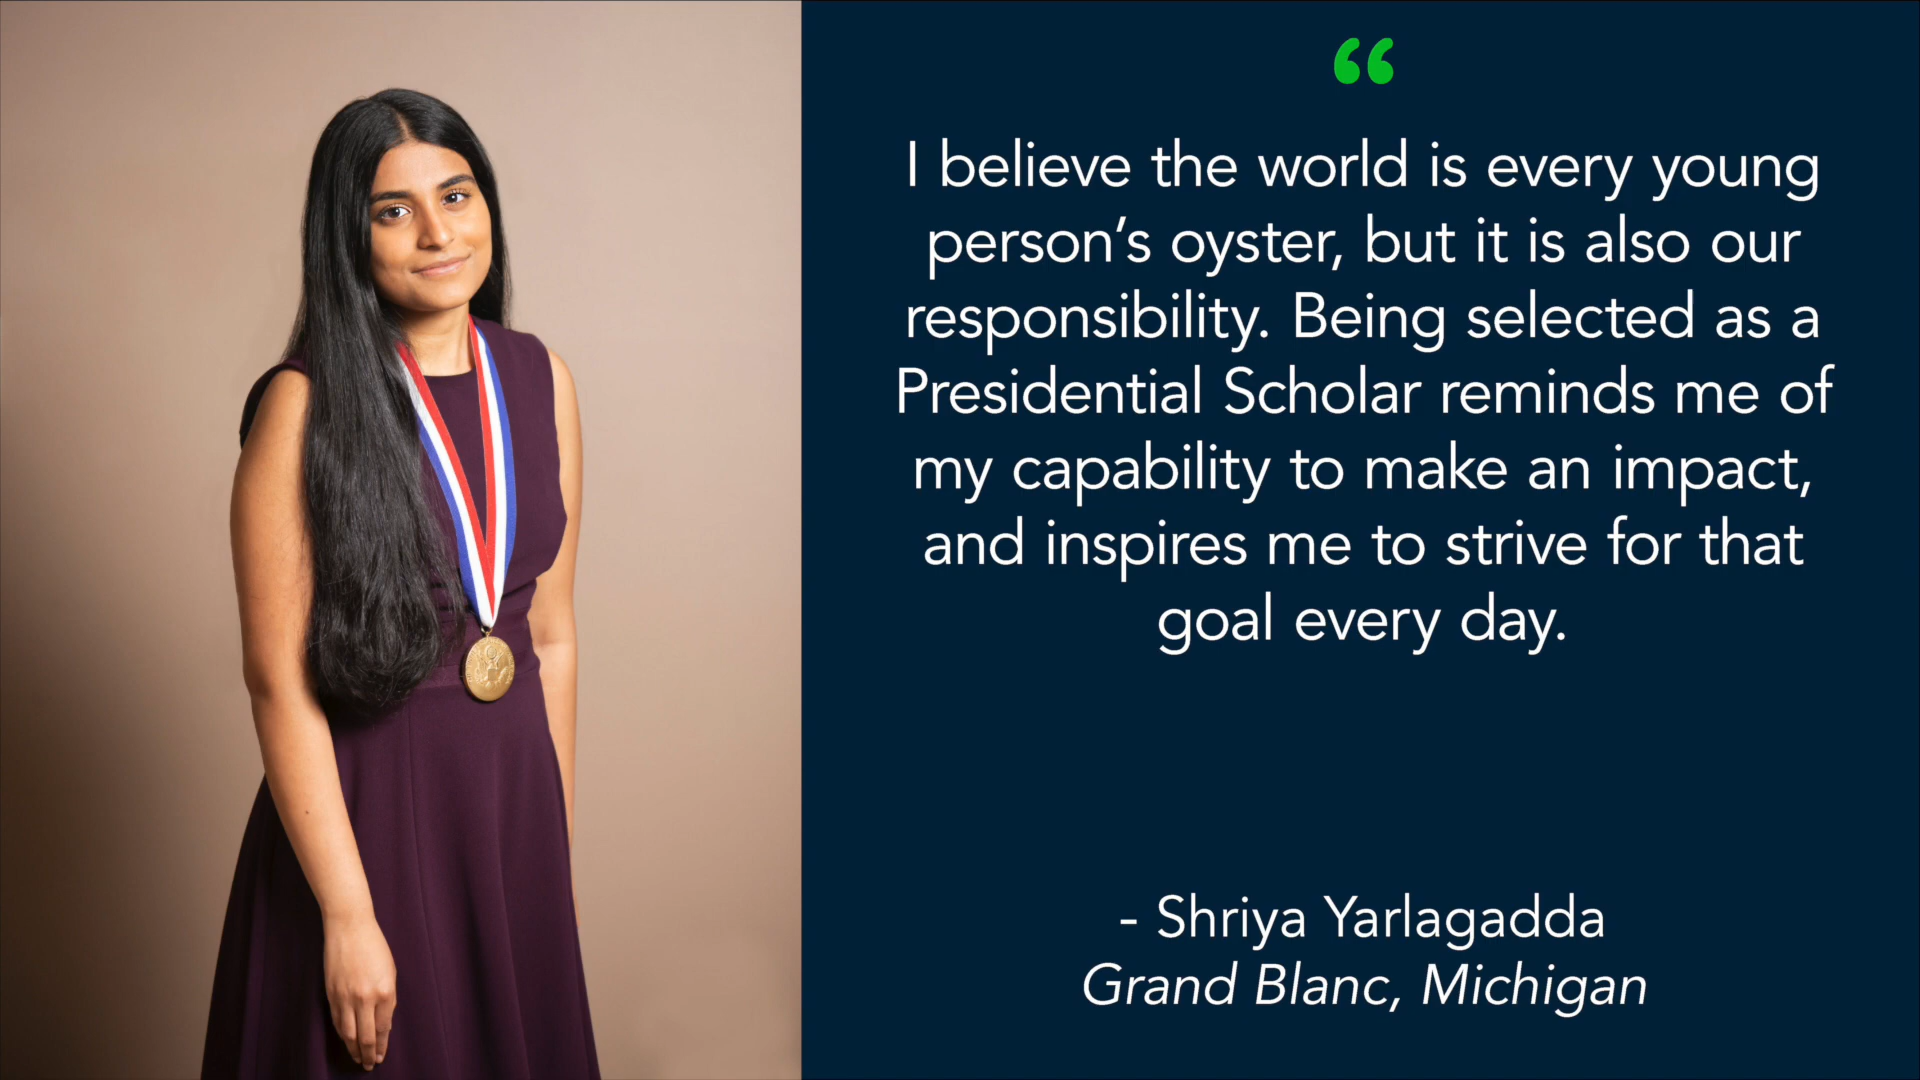 “
I believe the world is every young
person’s oyster, but it is also our
responsibility. Being selected as a
Presidential Scholar reminds me of
my capability to make an impact,
and inspires me to strive for that
goal every day.
- Shriya Yarlagadda
Grand Blanc, Michigan